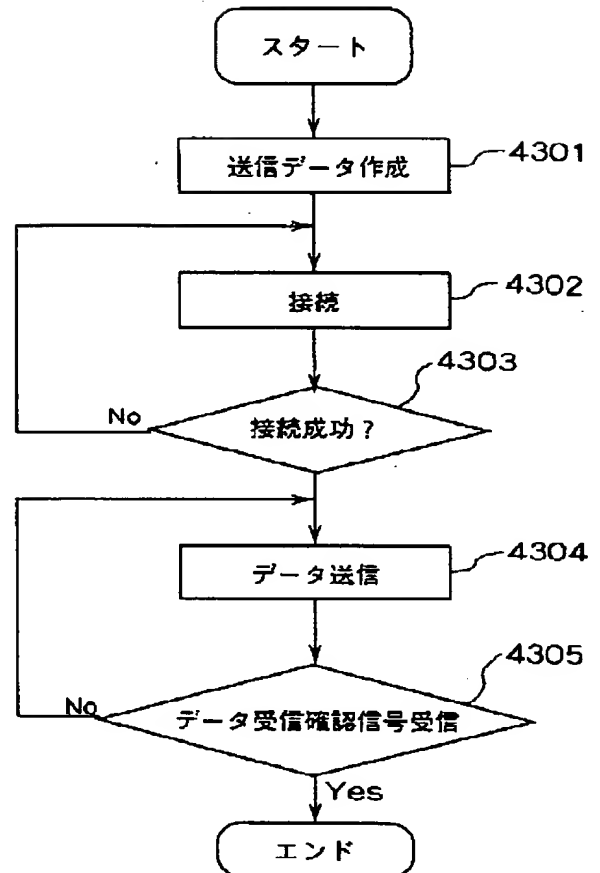 スタート
送信データ作成
4301
接続
4302
4303
接続成功？
No
データ送信
4304
4305
データ受信確認信号受信
No
Yes
エンド